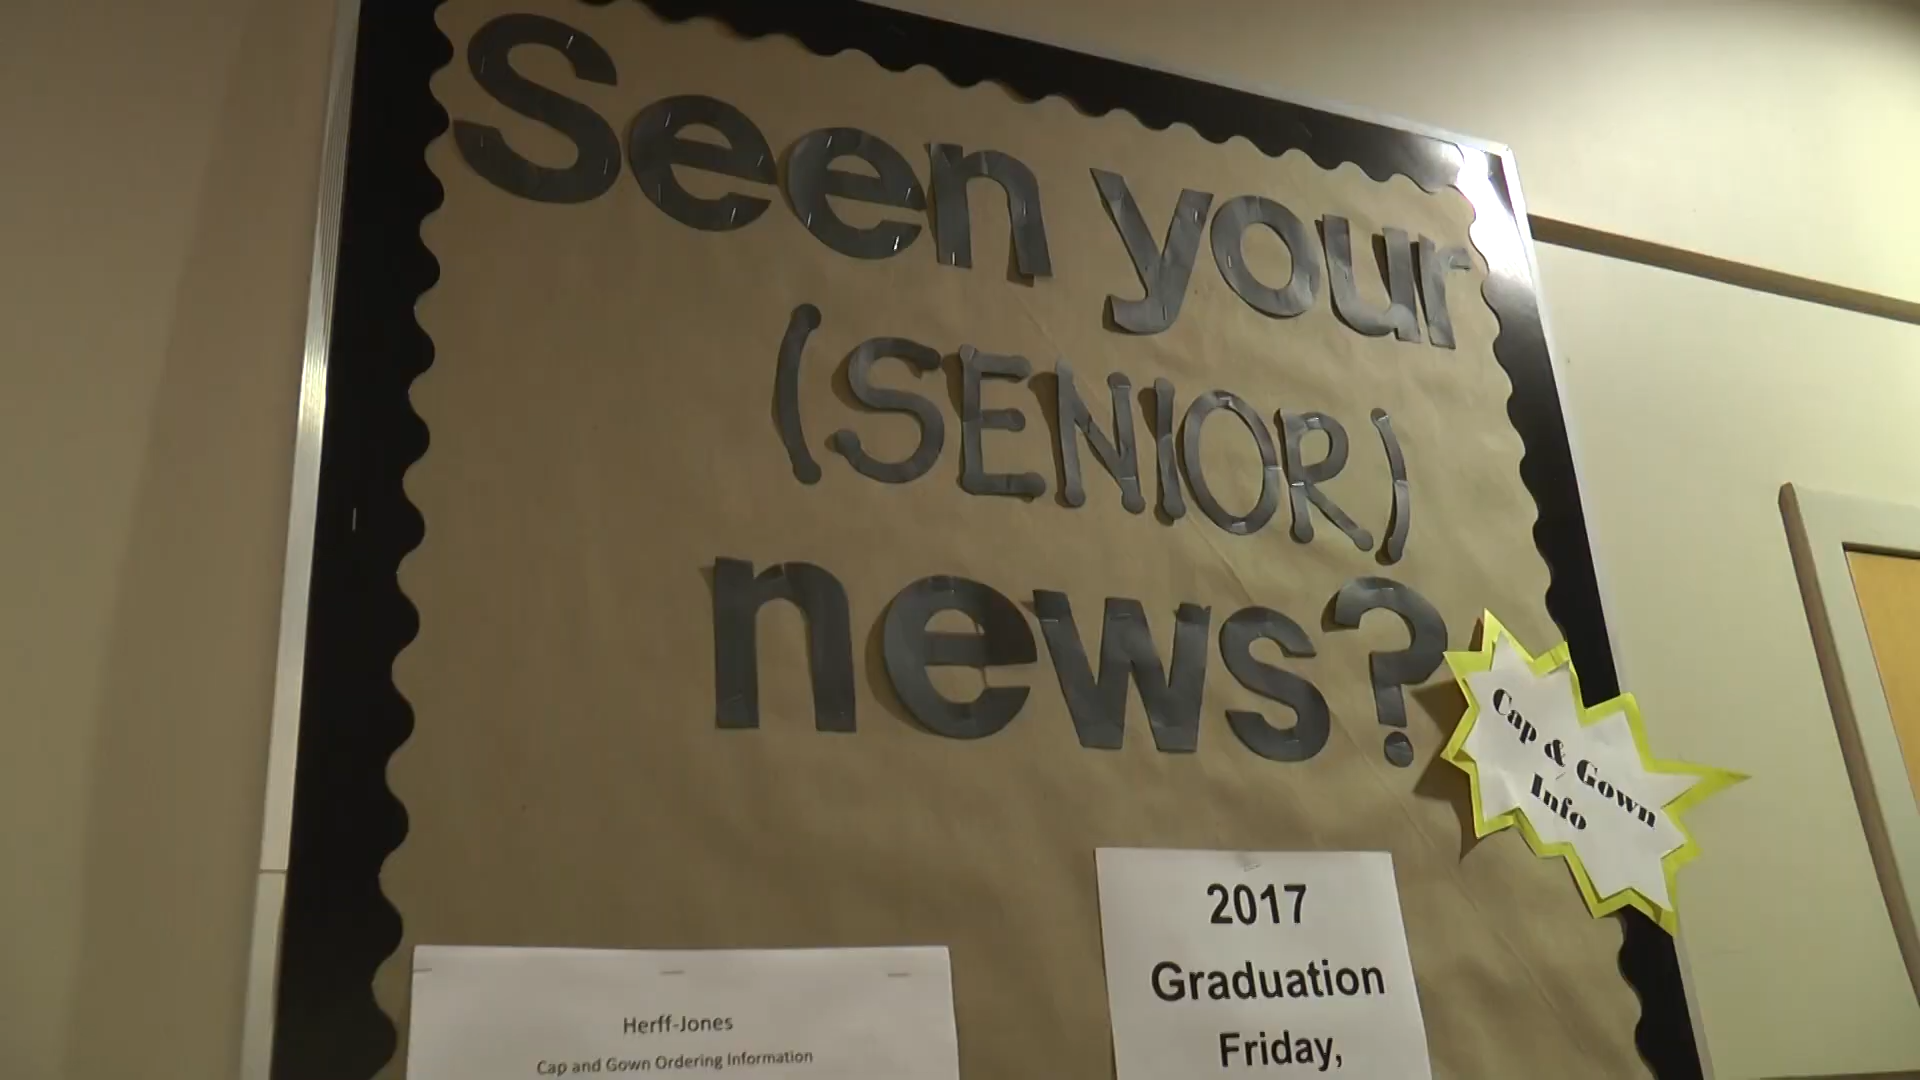 Seen your
(SENIOR)
news?
Cap & Gown
Info
2017
Graduation
Friday,
Herff-Jones
Cap and Gown Ordering Information